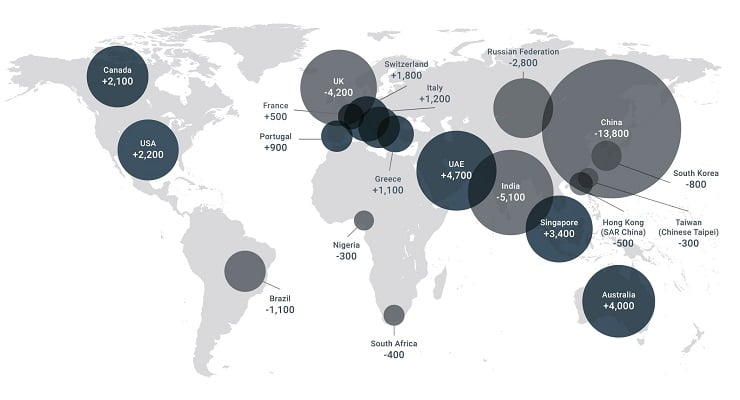 Russian Federation
-2,800
Canada
+2,100
Switzerland
+1,800
UK
-4,200
Italy
+1,200
France
+500
China
-13,800
USA
+2,200
Portugal
+900
UAE
+4,700
South Korea
-800
Greece
+1,100
India
-5,100
Singapore
+3,400
Hong Kong
(SAR China)
-500
Taiwan
(Chinese Taipei)
-300
Nigeria
-300
Brazil
-1,100
Australia
+4,000
South Africa
-400